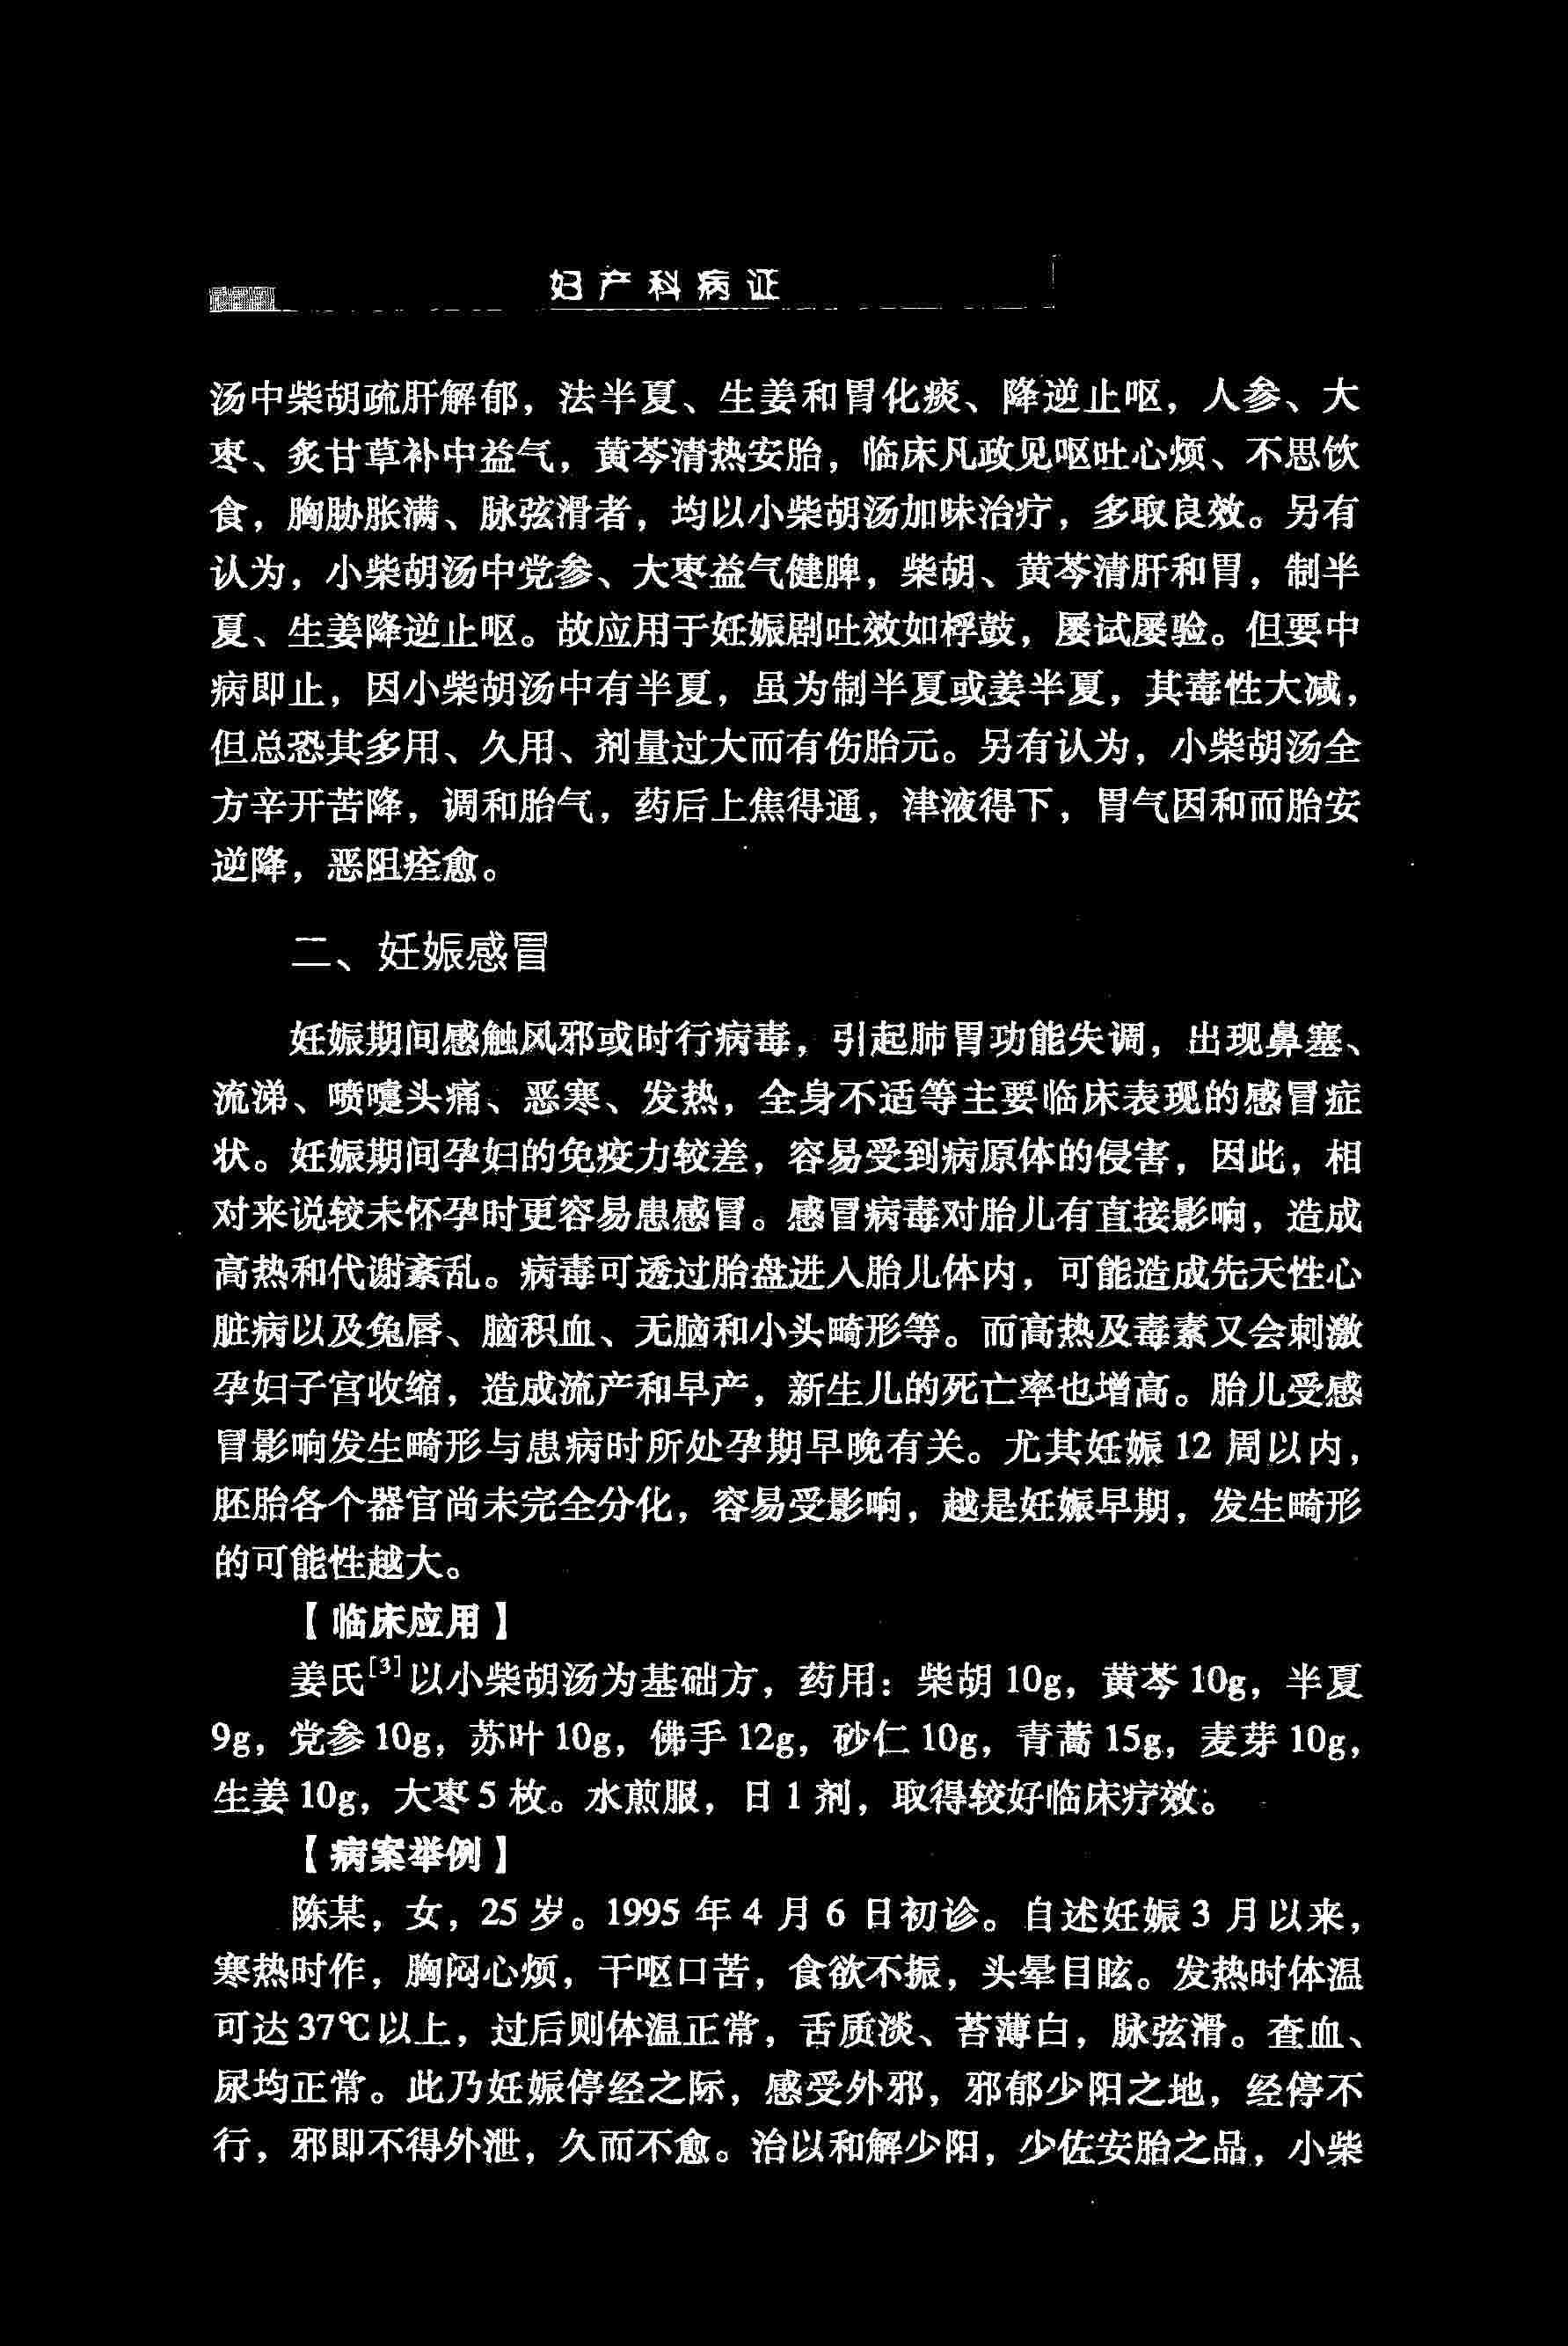 妇产科病证
汤中柴胡疏肝解郁，法半夏、生姜和胃化痰、降逆止呕，人参、大
枣、炙甘草补中益气，黄芩清热安胎，临床凡政见呕吐心烦、不思饮
食，胸胁胀满、脉弦滑者，均以小柴胡汤加味治疗，多取良效。另有
认为，小柴胡汤中党参、大枣益气健脾，柴胡、黄芩清肝和胃，制半
夏、生姜降逆止呕。故应用于妊娠剧吐效如桴鼓，屡试屡验。但要中
病即止，因小柴胡汤中有半夏，虽为制半夏或姜半夏，其毒性大减，
但总恐其多用、久用、剂量过大而有伤胎元。另有认为，小柴胡汤全
方辛开苦降，调和胎气，药后上焦得通，津液得下，胃气因和而胎安
逆降，恶阻痊愈。
二、妊娠感冒
妊娠期间感触风邪或时行病毒，引起肺胃功能失调，出现鼻塞、
流涕、喷嚏头痛、恶寒、发热，全身不适等主要临床表现的感冒症
状。妊娠期间孕妇的免疫力较差，容易受到病原体的侵害，因此，相
对来说较未怀孕时更容易患感冒。感冒病毒对胎儿有直接影响，造成
高热和代谢紊乱。病毒可透过胎盘进入胎儿体内，可能造成先天性心
脏病以及兔唇、脑积血、无脑和小头畸形等。而高热及毒素又会刺激
孕妇子宫收缩，造成流产和早产，新生儿的死亡率也增高。胎儿受感
冒影响发生畸形与患病时所处孕期早晚有关。尤其妊娠 12 周以内，
胚胎各个器官尚未完全分化，容易受影响，越是妊娠早期，发生畸形
的可能性越大。
【临床应用】
姜氏[3]以小柴胡汤为基础方，药用：柴胡 10g，黄芩 10g，半夏
9g，党参 10g，苏叶 10g，佛手 12g，砂仁 10g，青蒿 15g，麦芽 10g，
生姜 10g，大枣 5 枚。水煎服，日 1 剂，取得较好临床疗效。
【病案举例】
陈某，女，25 岁。1995 年 4 月 6 日初诊。自述妊娠 3 月以来，
寒热时作，胸闷心烦，干呕口苦，食欲不振，头晕目眩。发热时体温
可达 37℃以上，过后则体温正常，舌质淡、苔薄白，脉弦滑。查血、
尿均正常。此乃妊娠停经之际，感受外邪，邪郁少阳之地，经停不
行，邪即不得外泄，久而不愈。治以和解少阳，少佐安胎之品，小柴